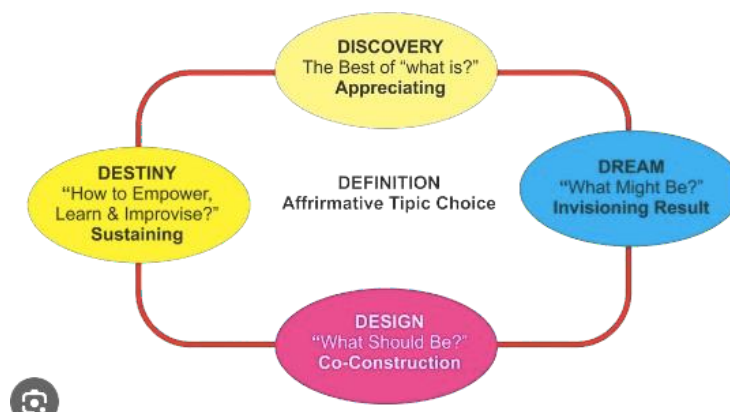 DISCOVERY
The Best of “what is?”
Appreciating
DESTINY
“How to Empower,
Learn & Improvise?”
Sustaining
DEFINITION
Affrirmative Tipic Choice
DREAM
“What Might Be?”
Invisioning Result
DESIGN
“What Should Be?”
Co-Construction